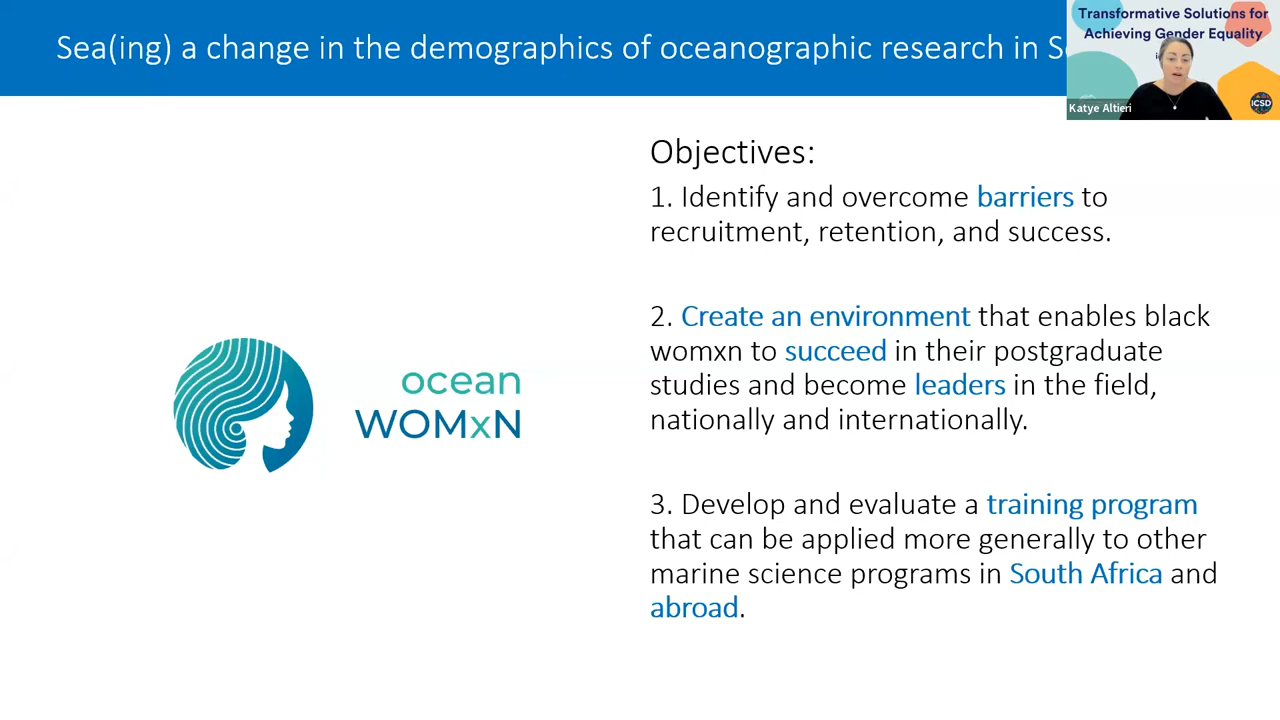 Sea(ing) a change in the demographics of oceanographic research in
Transformative Solutions for
Achieving Gender Equality
Katye Altieri
ICSD
Objectives:
1. Identify and overcome barriers to
recruitment, retention, and success.
2. Create an environment that enables black
womxn to succeed in their postgraduate
studies and become leaders in the field,
nationally and internationally.
ocean
WOMxN
3. Develop and evaluate a training program
that can be applied more generally to other
marine science programs in South Africa and
abroad.